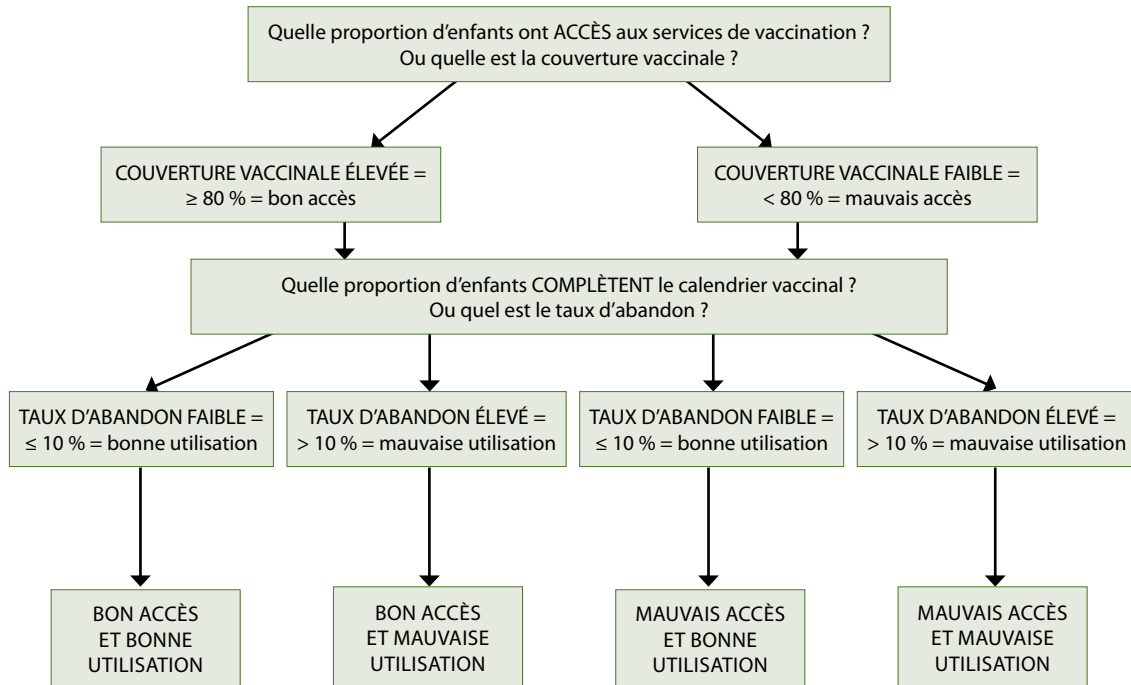 Quelle proportion d'enfants ont ACCÈS aux services de vaccination ?
Ou quelle est la couverture vaccinale ?
COUVERTURE VACCINALE ÉLEVÉE =
≥ 80 % = bon accès
COUVERTURE VACCINALE FAIBLE =
< 80 % = mauvais accès
Quelle proportion d'enfants COMPLÈTENT le calendrier vaccinal ?
Ou quel est le taux d'abandon ?
TAUX D'ABANDON FAIBLE =
≤ 10 % = bonne utilisation
TAUX D'ABANDON ÉLEVÉ =
> 10 % = mauvaise utilisation
TAUX D'ABANDON FAIBLE =
≤ 10 % = bonne utilisation
TAUX D'ABANDON ÉLEVÉ =
> 10 % = mauvaise utilisation
BON ACCÈS
ET BONNE
UTILISATION
BON ACCÈS
ET MAUVAISE
UTILISATION
MAUVAIS ACCÈS
ET BONNE
UTILISATION
MAUVAIS ACCÈS
ET MAUVAISE
UTILISATION